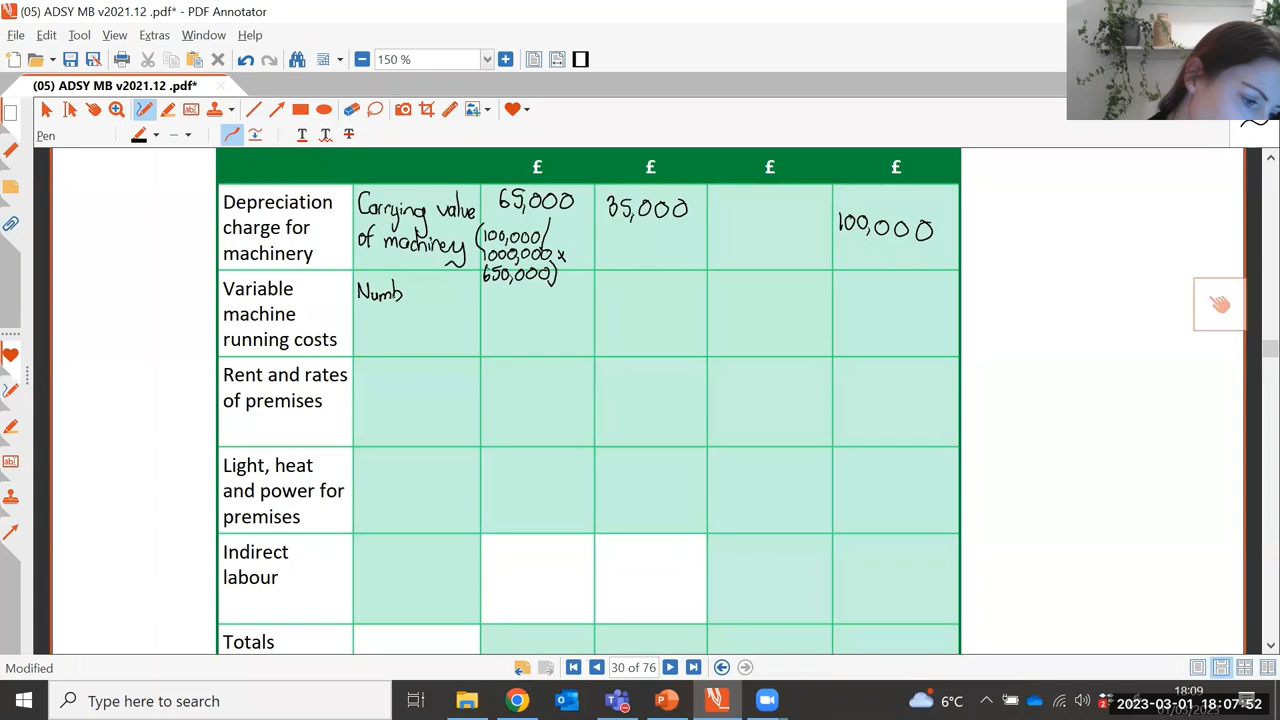 (05) ADSY MB v2021.12 .pdf* - PDF Annotator
File Edit Tool View Extras Window Help
150 %
(05) ADSY MB v2021.12 .pdf*
Pen
£ £ £ £
Depreciation
charge for
machinery
Carrying value
of machinery
65,000
(100,000/
1000,000 x
650,000)
35,000
100,000
Variable
machine
running costs
Numb
Rent and rates
of premises
Light, heat
and power for
premises
Indirect
labour
Totals
Modified
30 of 76
Type here to search
6°C
18:09
2023-03-01 18:07:52